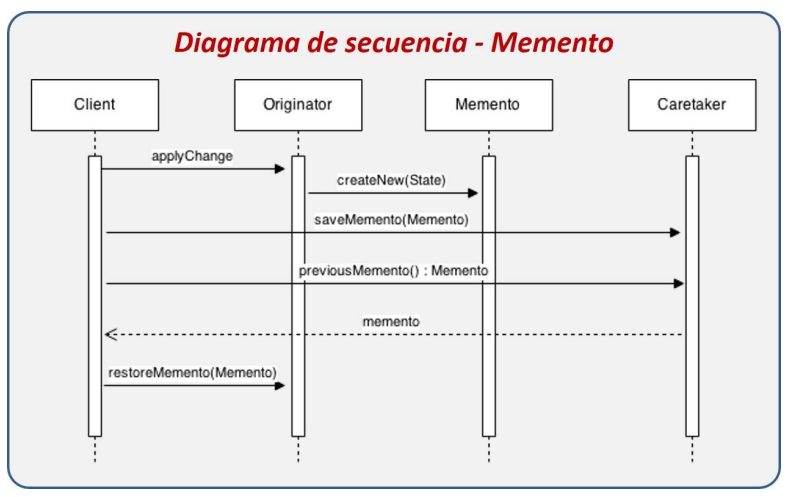 Diagrama de secuencia - Memento
Client
Originator
Memento
Caretaker
applyChange
createNew(State)
saveMemento(Memento)
previousMemento() : Memento
memento
restoreMemento(Memento)